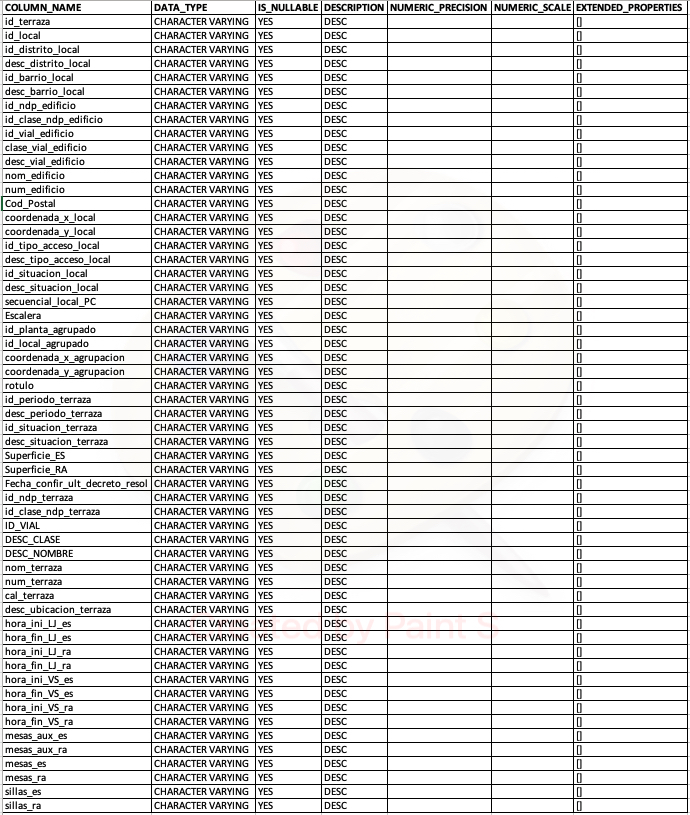 COLUMN_NAME DATA_TYPE IS_NULLABLE DESCRIPTION NUMERIC_PRECISION NUMERIC_SCALE EXTENDED_PROPERTIES
id_terraza CHARACTER VARYING YES DESC []
id_local CHARACTER VARYING YES DESC []
id_distrito_local CHARACTER VARYING YES DESC []
desc_distrito_local CHARACTER VARYING YES DESC []
id_barrio_local CHARACTER VARYING YES DESC []
desc_barrio_local CHARACTER VARYING YES DESC []
id_ndp_edificio CHARACTER VARYING YES DESC []
id_clase_ndp_edificio CHARACTER VARYING YES DESC []
id_vial_edificio CHARACTER VARYING YES DESC []
clase_vial_edificio CHARACTER VARYING YES DESC []
desc_vial_edificio CHARACTER VARYING YES DESC []
nom_edificio CHARACTER VARYING YES DESC []
num_edificio CHARACTER VARYING YES DESC []
Cod_Postal CHARACTER VARYING YES DESC []
coordenada_x_local CHARACTER VARYING YES DESC []
coordenada_y_local CHARACTER VARYING YES DESC []
id_tipo_acceso_local CHARACTER VARYING YES DESC []
desc_tipo_acceso_local CHARACTER VARYING YES DESC []
id_situacion_local CHARACTER VARYING YES DESC []
desc_situacion_local CHARACTER VARYING YES DESC []
secuencial_local_PC CHARACTER VARYING YES DESC []
Escalera CHARACTER VARYING YES DESC []
id_planta_agrupado CHARACTER VARYING YES DESC []
id_local_agrupado CHARACTER VARYING YES DESC []
coordenada_x_agrupacion CHARACTER VARYING YES DESC []
coordenada_y_agrupacion CHARACTER VARYING YES DESC []
rotulo CHARACTER VARYING YES DESC []
id_periodo_terraza CHARACTER VARYING YES DESC []
desc_periodo_terraza CHARACTER VARYING YES DESC []
id_situacion_terraza CHARACTER VARYING YES DESC []
desc_situacion_terraza CHARACTER VARYING YES DESC []
Superficie_ES CHARACTER VARYING YES DESC []
Superficie_RA CHARACTER VARYING YES DESC []
Fecha_confir_ult_decreto_resol CHARACTER VARYING YES DESC []
id_ndp_terraza CHARACTER VARYING YES DESC []
id_clase_ndp_terraza CHARACTER VARYING YES DESC []
ID_VIAL CHARACTER VARYING YES DESC []
DESC_CLASE CHARACTER VARYING YES DESC []
DESC_NOMBRE CHARACTER VARYING YES DESC []
nom_terraza CHARACTER VARYING YES DESC []
num_terraza CHARACTER VARYING YES DESC []
cal_terraza CHARACTER VARYING YES DESC []
desc_ubicacion_terraza CHARACTER VARYING YES DESC []
hora_ini_LJ_es CHARACTER VARYING YES DESC []
hora_fin_LJ_es CHARACTER VARYING YES DESC []
hora_ini_LJ_ra CHARACTER VARYING YES DESC []
hora_fin_LJ_ra CHARACTER VARYING YES DESC []
hora_ini_VS_es CHARACTER VARYING YES DESC []
hora_fin_VS_es CHARACTER VARYING YES DESC []
hora_ini_VS_ra CHARACTER VARYING YES DESC []
hora_fin_VS_ra CHARACTER VARYING YES DESC []
mesas_aux_es CHARACTER VARYING YES DESC []
mesas_aux_ra CHARACTER VARYING YES DESC []
mesas_es CHARACTER VARYING YES DESC []
mesas_ra CHARACTER VARYING YES DESC []
sillas_es CHARACTER VARYING YES DESC []
sillas_ra CHARACTER VARYING YES DESC []
by Paint S